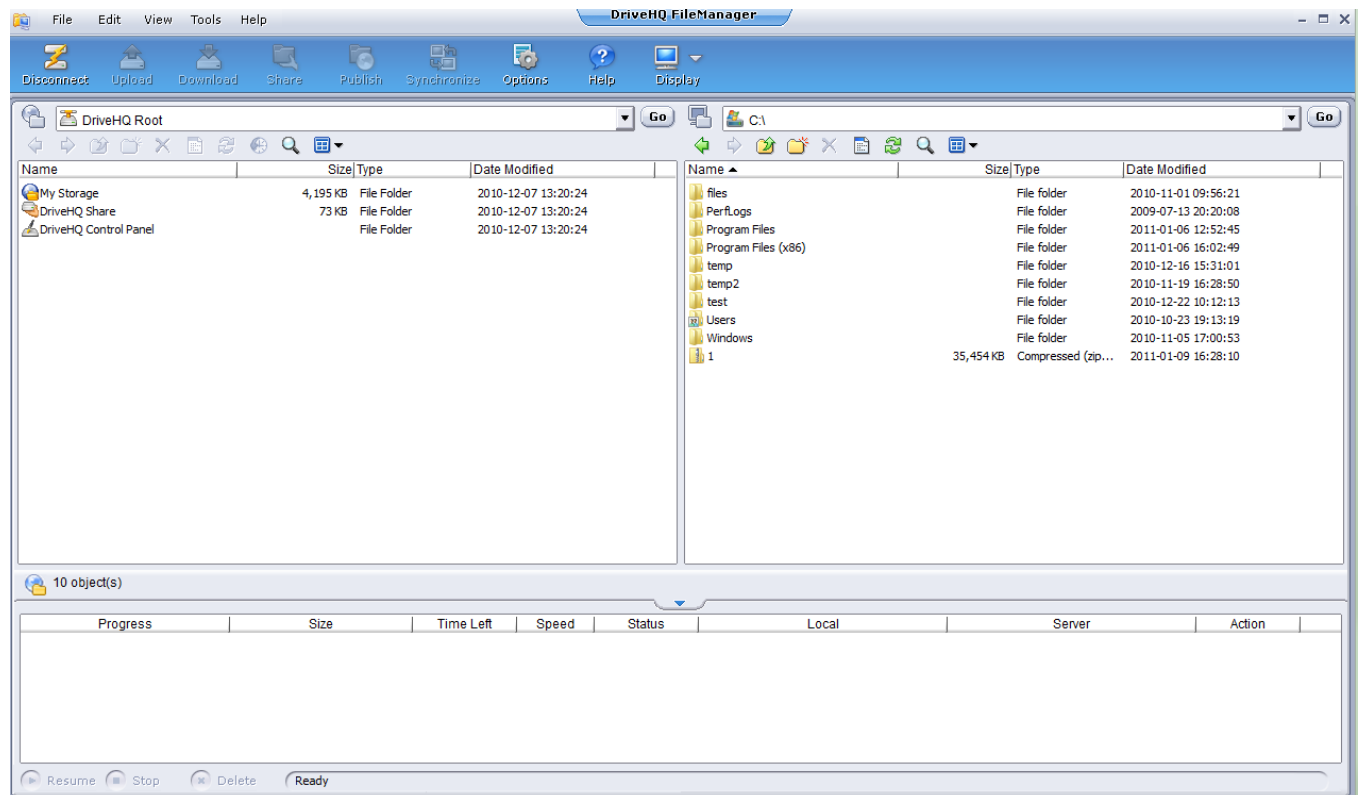 DriveHQ FileManager
File Edit View Tools Help
Disconnect Upload Download Share Publish Synchronize Options Help Display
DriveHQ Root Go
Name Size Type Date Modified
My Storage 4,195 KB File Folder 2010-12-07 13:20:24
DriveHQ Share 73 KB File Folder 2010-12-07 13:20:24
DriveHQ Control Panel File Folder 2010-12-07 13:20:24
C:\ Go
Name Size Type Date Modified
files File folder 2010-11-01 09:56:21
PerfLogs File folder 2009-07-13 20:20:08
Program Files File folder 2011-01-06 12:52:45
Program Files (x86) File folder 2011-01-06 16:02:49
temp File folder 2010-12-16 15:31:01
temp2 File folder 2010-11-19 16:28:50
test File folder 2010-12-22 10:12:13
Users File folder 2010-10-23 19:13:19
Windows File folder 2010-11-05 17:00:53
1 35,454 KB Compressed (zip... 2011-01-09 16:28:10
10 object(s)
Progress Size Time Left Speed Status Local Server Action
Resume Stop Delete Ready